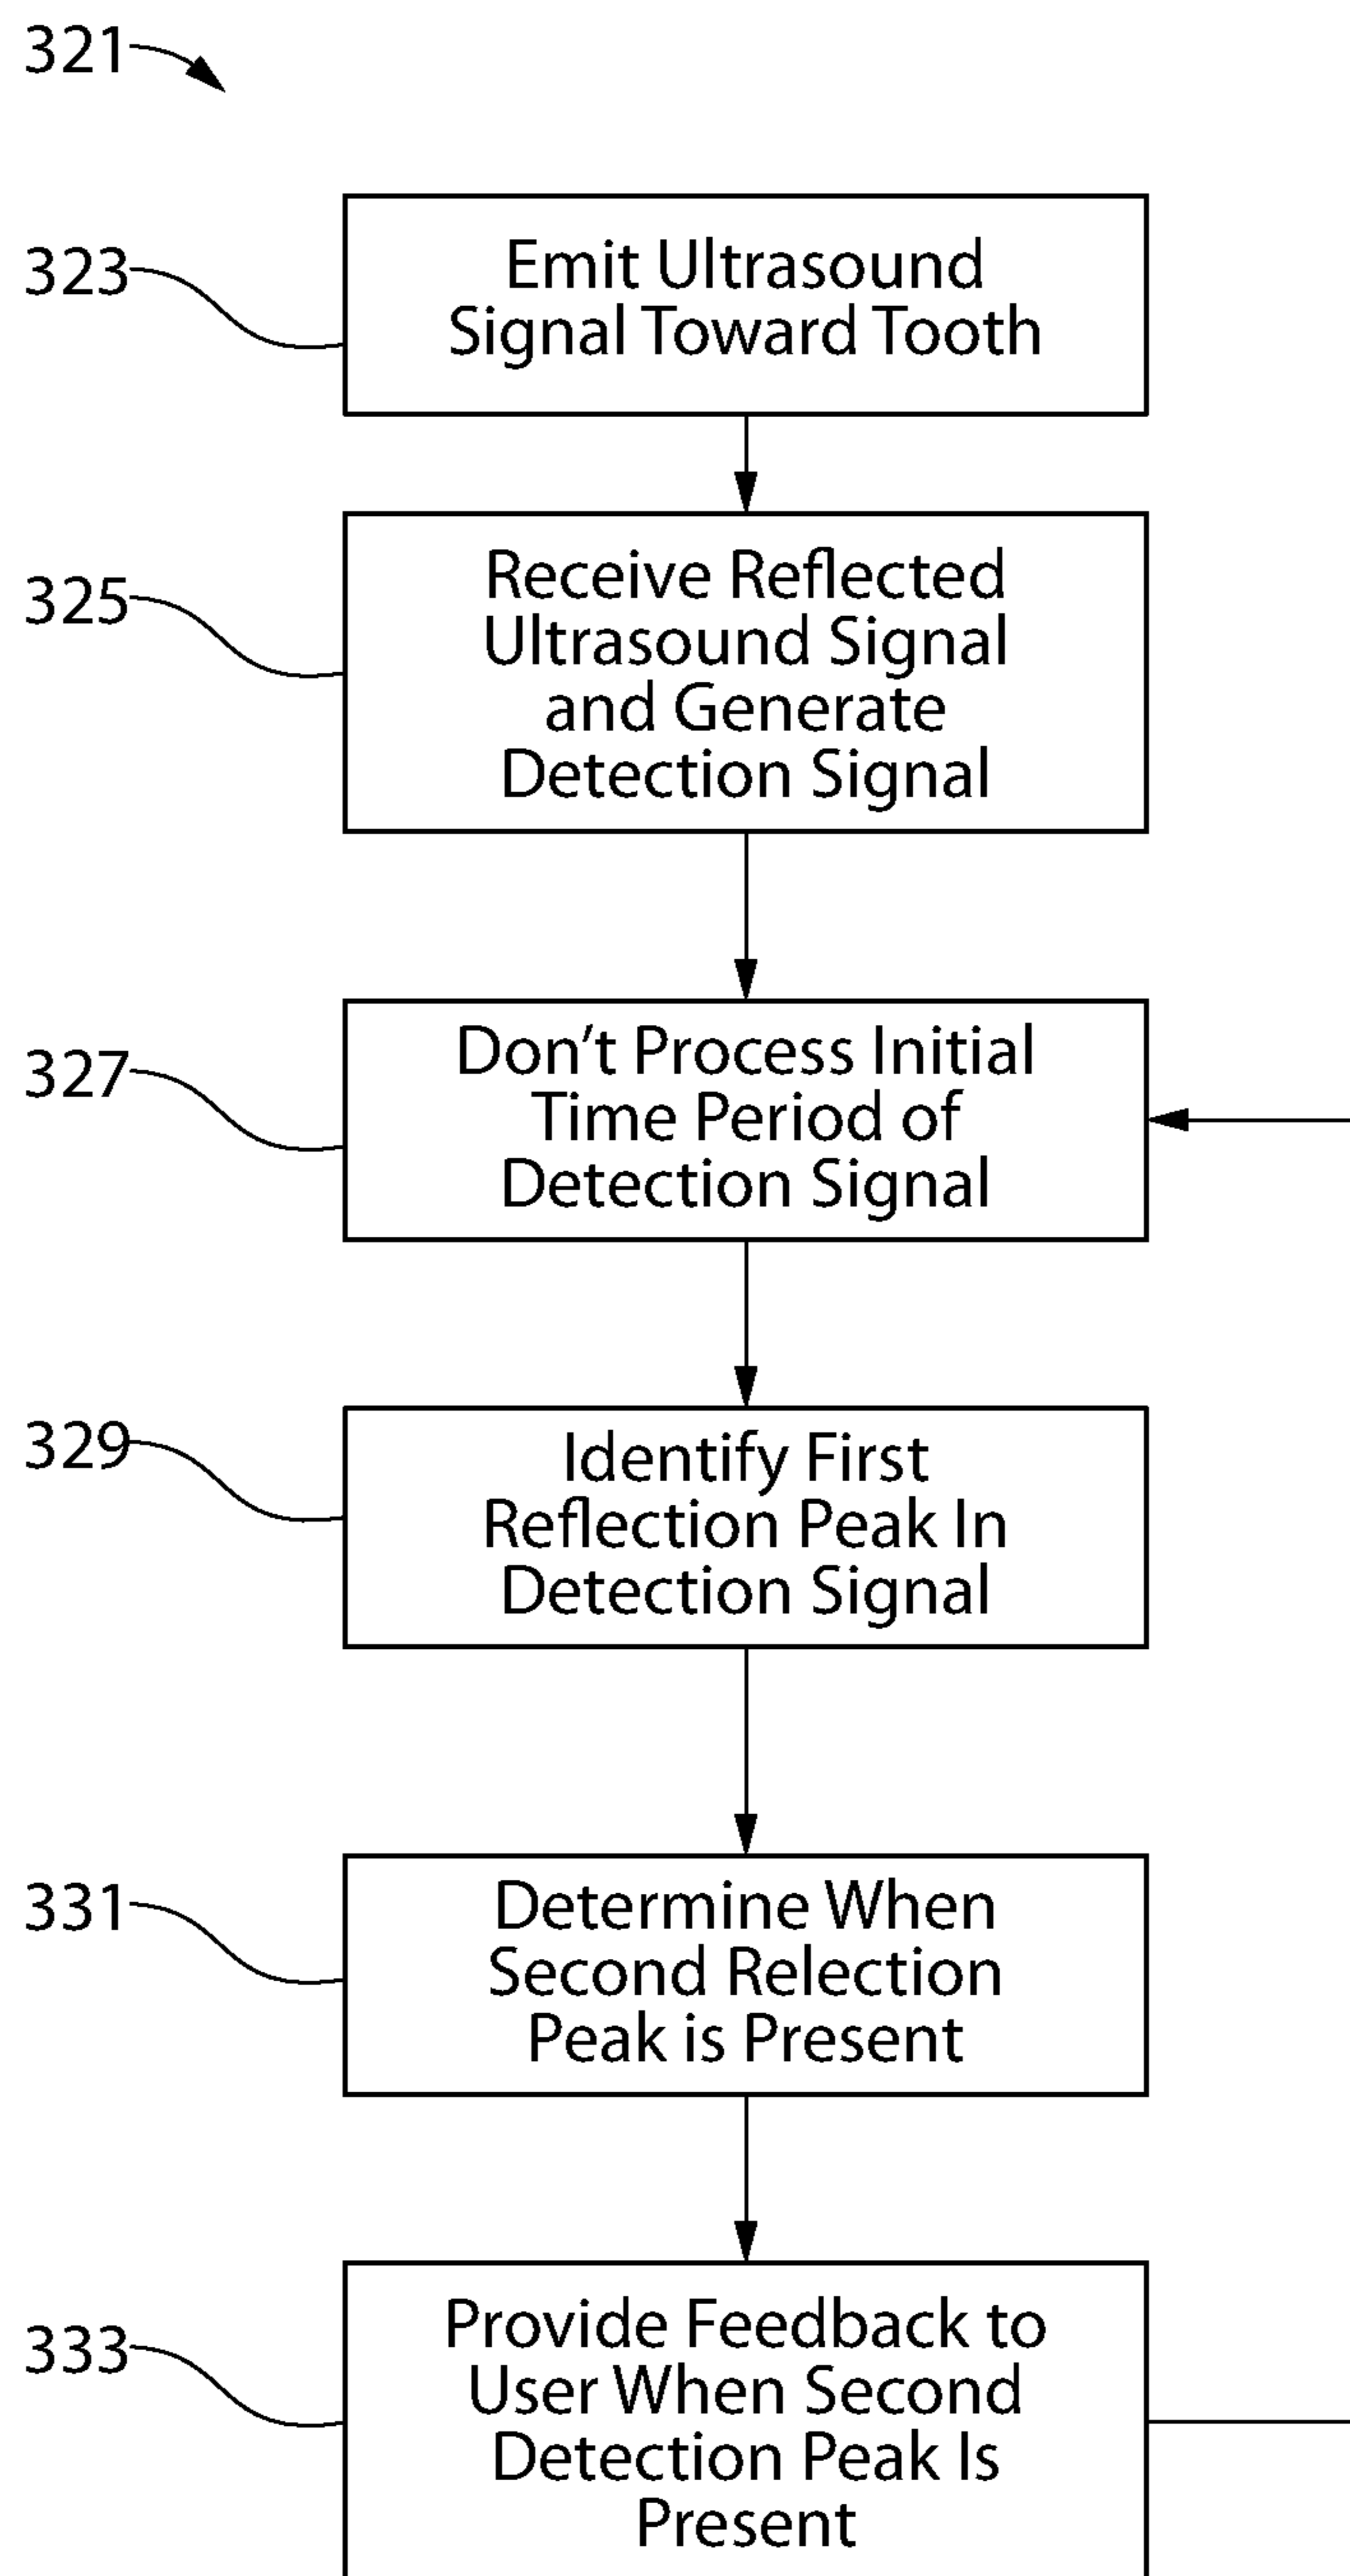 321
323
Emit Ultrasound
Signal Toward Tooth
325
Receive Reflected
Ultrasound Signal
and Generate
Detection Signal
327
Don't Process Initial
Time Period of
Detection Signal
329
Identify First
Reflection Peak In
Detection Signal
331
Determine When
Second Relection
Peak is Present
333
Provide Feedback to
User When Second
Detection Peak Is
Present